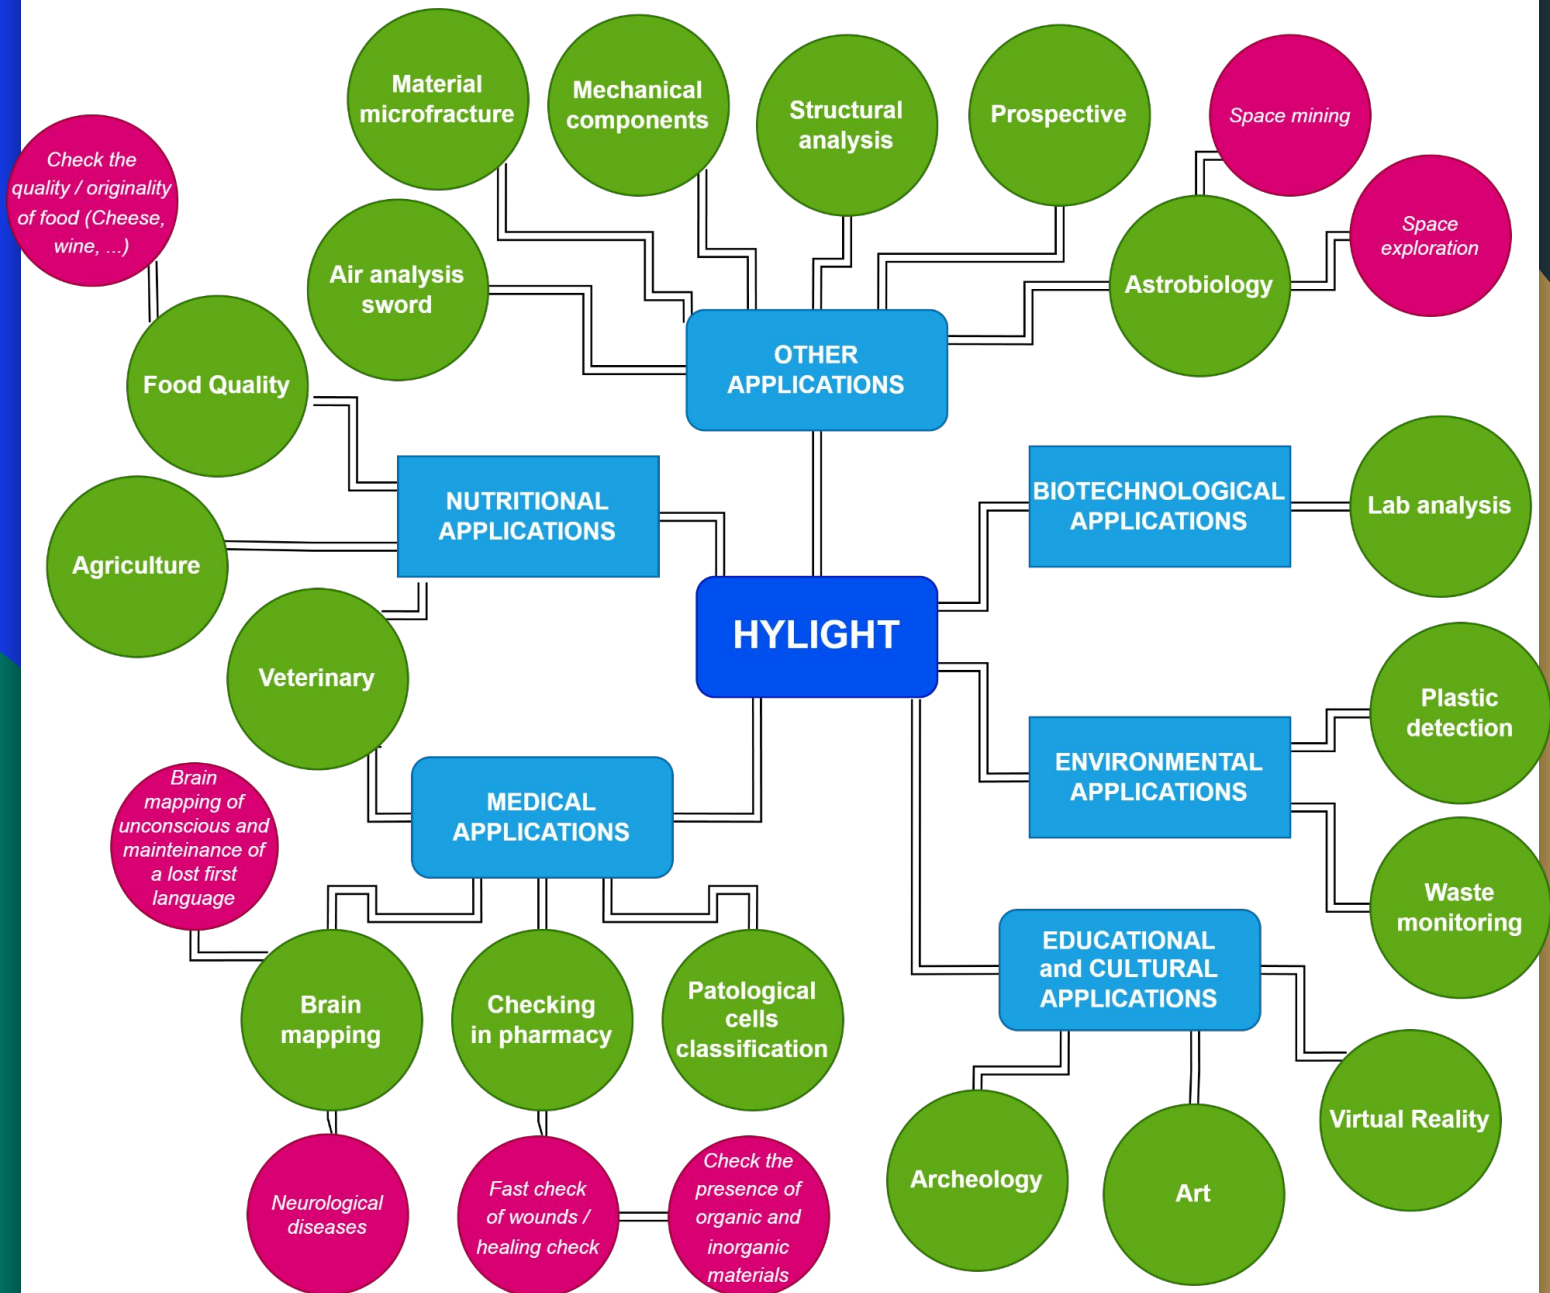 Material
microfracture
Mechanical
components
Structural
analysis
Prospective
Space mining
Check the
quality / originality
of food (Cheese,
wine, ...)
Space
exploration
Air analysis
sword
Astrobiology
OTHER
APPLICATIONS
Food Quality
NUTRITIONAL
APPLICATIONS
BIOTECHNOLOGICAL
APPLICATIONS
Lab analysis
Agriculture
HYLIGHT
Veterinary
Plastic
detection
ENVIRONMENTAL
APPLICATIONS
MEDICAL
APPLICATIONS
Brain
mapping of
unconscious and
mainteinance of
a lost first
language
Waste
monitoring
EDUCATIONAL
and CULTURAL
APPLICATIONS
Brain
mapping
Checking
in pharmacy
Patological
cells
classification
Virtual Reality
Archeology
Art
Neurological
diseases
Fast check
of wounds /
healing check
Check the
presence of
organic and
inorganic
materials